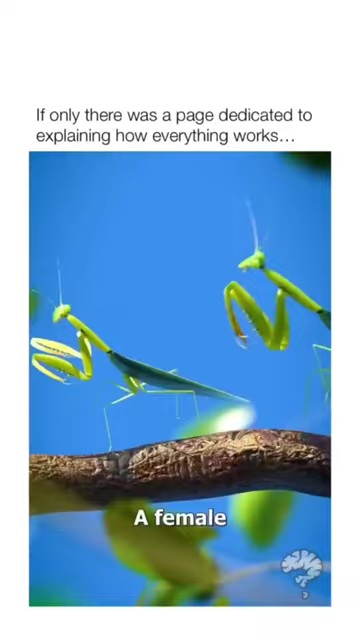 If only there was a page dedicated to
explaining how everything works…
A female